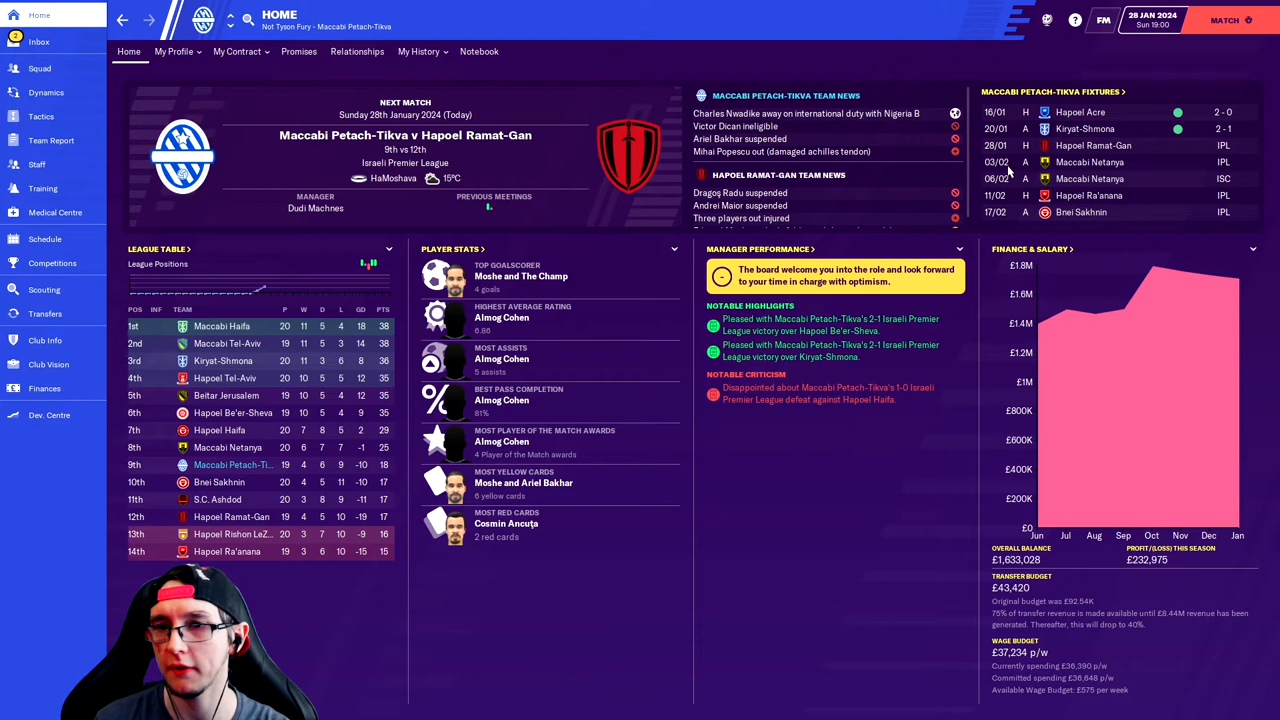 Home
2
Inbox
Squad
Dynamics
Tactics
Team Report
Staff
Training
Medical Centre
Schedule
Competitions
Scouting
Transfers
Club Info
Club Vision
Finances
Dev. Centre
HOME
Not Tyson Fury - Maccabi Petach-Tikva
?
FM
28 JAN 2024
Sun 19:00
MATCH
Home
My Profile
My Contract
Promises
Relationships
My History
Notebook
NEXT MATCH
Sunday 28th January 2024 (Today)
Maccabi Petach-Tikva v Hapoel Ramat-Gan
9th vs 12th
Israeli Premier League
HaMoshava 15°C
MANAGER
Dudi Machnes
PREVIOUS MEETINGS
MACCABI PETACH-TIKVA TEAM NEWS
Charles Nwadike away on international duty with Nigeria B
Victor Dican ineligible
Ariel Bakhar suspended
Mihai Popescu out (damaged achilles tendon)
HAPOEL RAMAT-GAN TEAM NEWS
Dragoş Radu suspended
Andrei Maior suspended
Three players out injured
MACCABI PETACH-TIKVA FIXTURES >
16/01 H Hapoel Acre 2 - 0
20/01 A Kiryat-Shmona 2 - 1
28/01 H Hapoel Ramat-Gan IPL
03/02 A Maccabi Netanya IPL
06/02 A Maccabi Netanya ISC
11/02 H Hapoel Ra'anana IPL
17/02 A Bnei Sakhnin IPL
LEAGUE TABLE >
League Positions
POS INF TEAM P W D L GD PTS
1st Maccabi Haifa 20 11 5 4 18 38
2nd Maccabi Tel-Aviv 19 11 5 3 14 38
3rd Kiryat-Shmona 20 11 3 6 8 36
4th Hapoel Tel-Aviv 20 10 5 5 12 35
5th Beitar Jerusalem 19 10 5 4 12 35
6th Hapoel Be'er-Sheva 19 10 5 4 9 35
7th Hapoel Haifa 20 7 8 5 2 29
8th Maccabi Netanya 20 6 7 7 -1 25
9th Maccabi Petach-Ti... 19 4 6 9 -10 18
10th Bnei Sakhnin 20 4 5 11 -10 17
11th S.C. Ashdod 20 3 8 9 -11 17
12th Hapoel Ramat-Gan 19 4 5 10 -19 17
13th Hapoel Rishon LeZ... 20 3 7 10 -9 16
14th Hapoel Ra'anana 19 3 6 10 -15 15
PLAYER STATS >
TOP GOALSCORER
Moshe and The Champ
4 goals
HIGHEST AVERAGE RATING
Almog Cohen
6.86
MOST ASSISTS
Almog Cohen
5 assists
BEST PASS COMPLETION
Almog Cohen
81%
MOST PLAYER OF THE MATCH AWARDS
Almog Cohen
4 Player of the Match awards
MOST YELLOW CARDS
Moshe and Ariel Bakhar
6 yellow cards
MOST RED CARDS
Cosmin Ancuţa
2 red cards
MANAGER PERFORMANCE >
The board welcome you into the role and look forward
to your time in charge with optimism.
NOTABLE HIGHLIGHTS
Pleased with Maccabi Petach-Tikva's 2-1 Israeli Premier
League victory over Hapoel Be'er-Sheva.
Pleased with Maccabi Petach-Tikva's 2-1 Israeli Premier
League victory over Kiryat-Shmona.
NOTABLE CRITICISM
Disappointed about Maccabi Petach-Tikva's 1-0 Israeli
Premier League defeat against Hapoel Haifa.
FINANCE & SALARY >
£1.8M
£1.6M
£1.4M
£1.2M
£1M
£800K
£600K
£400K
£200K
£0
Jun Jul Aug Sep Oct Nov Dec Jan
OVERALL BALANCE
£1,633,028
PROFIT/(LOSS) THIS SEASON
£232,975
TRANSFER BUDGET
£43,420
Original budget was £92.54K
75% of transfer revenue is made available until £8.44M revenue has been
generated. Thereafter, this will drop to 40%.
WAGE BUDGET
£37,234 p/w
Currently spending £36,390 p/w
Committed spending £36,648 p/w
Available Wage Budget: £575 per week